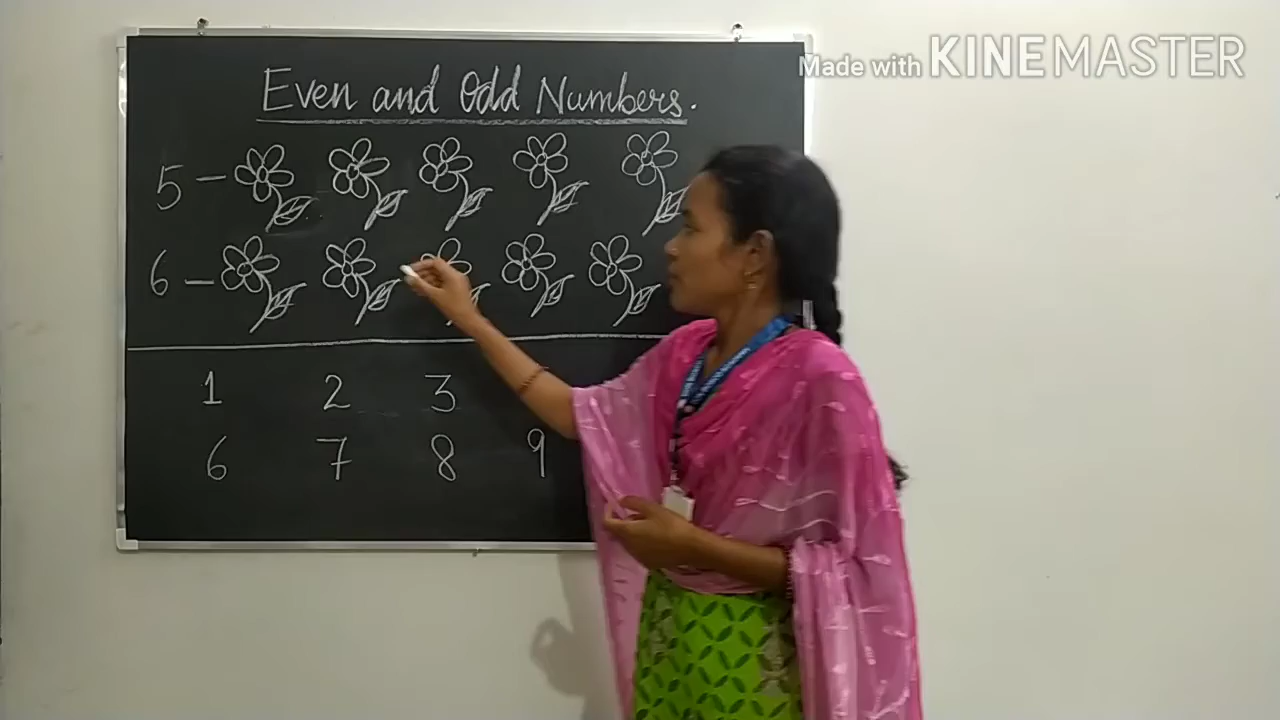 Made with KINEMASTER
Even and Odd Numbers.
5 –
6 –
1 2 3
6 7 8 9